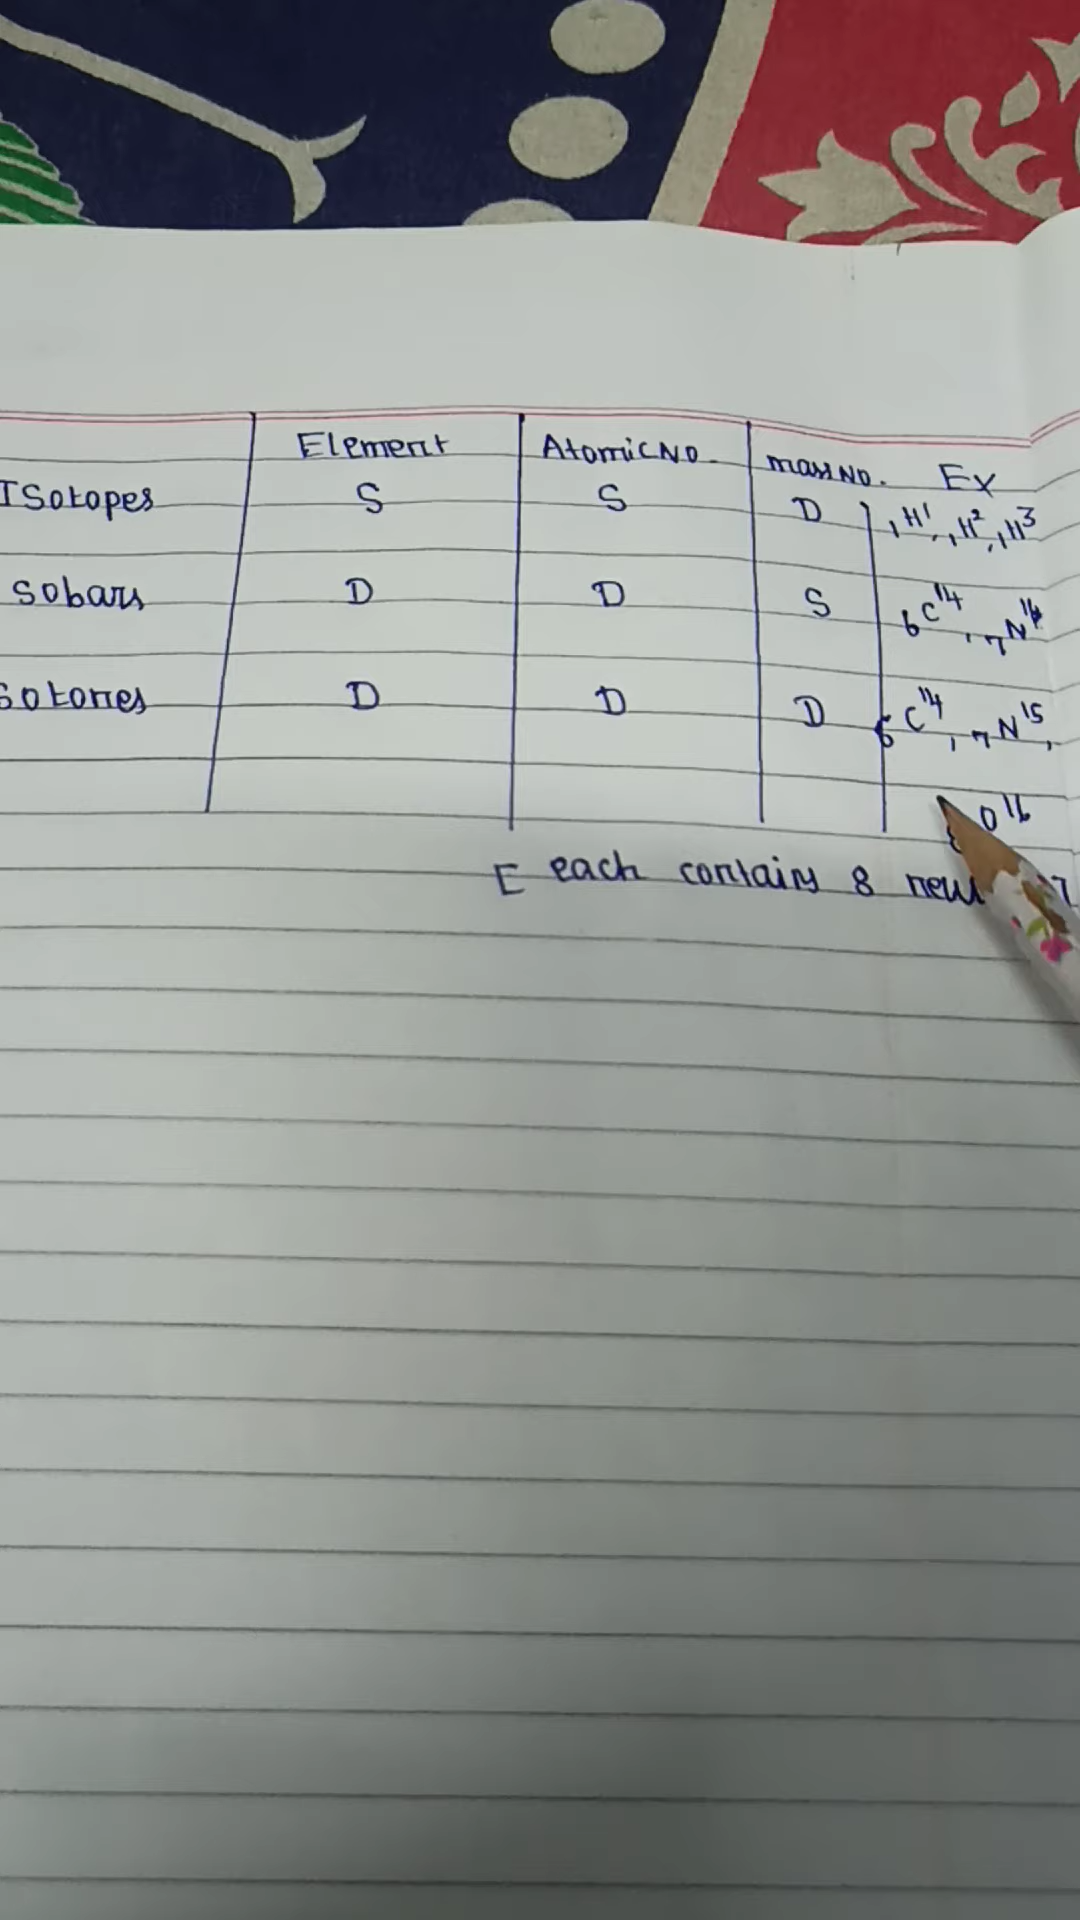 Element Atomic No. mass No. Ex
Isotopes S S D ₁H¹, ₁H², ₁H³
sobars D D S ₆C¹⁴, ₇N¹⁴
sotones D D D ₆C¹⁴, ₇N¹⁵,
O¹⁶
[ each contains 8 neu